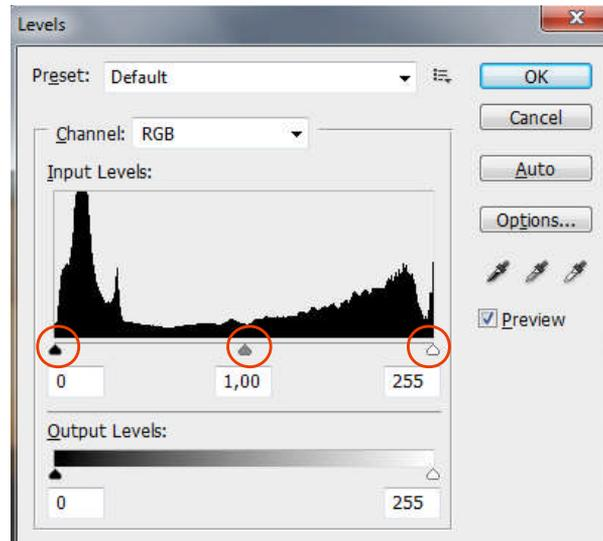 Levels
Preset: Default
OK
Cancel
Channel: RGB
Input Levels:
Auto
Options...
Preview
0 1,00 255
Output Levels:
0 255